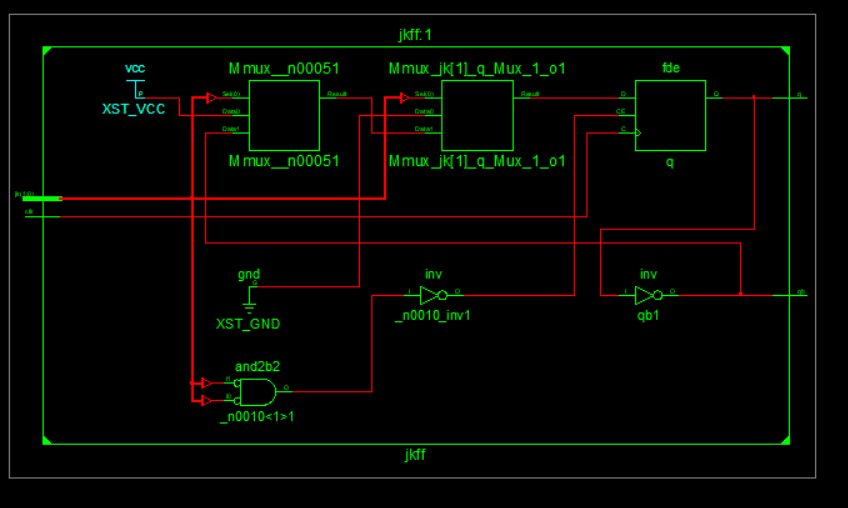 jkff:1
vcc
Mmux__n00051
Mmux_jk[1]_q_Mux_1_o1
fde
P
Sel(0)
Result
Sel(0)
Result
D
Q
q
XST_VCC
Data0
Data0
CE
Data1
Data1
C
Mmux__n00051
Mmux_jk[1]_q_Mux_1_o1
q
jk(1:0)
clk
gnd
inv
inv
G
I
O
I
O
qb
XST_GND
_n0010_inv1
qb1
and2b2
I1
O
I0
_n0010<1>1
jkff